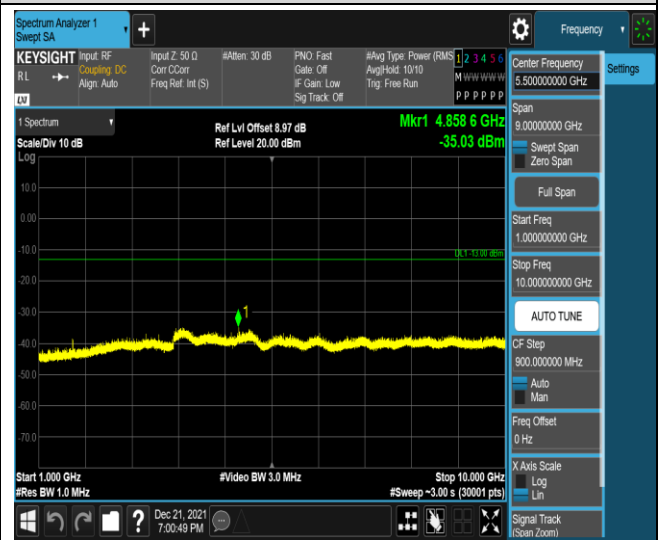 Spectrum Analyzer 1
Swept SA
+
Frequency
KEYSIGHT
RL
LXI
Input: RF
Coupling: DC
Align: Auto
Input Z: 50 Ω
Corr CCorr
Freq Ref: Int (S)
#Atten: 30 dB
PNO: Fast
Gate: Off
IF Gain: Low
Sig Track: Off
#Avg Type: Power (RMS
Avg|Hold: 10/10
Trig: Free Run
1 2 3 4 5 6
M W W W W W
P P P P P P
1 Spectrum
Scale/Div 10 dB
Ref Lvl Offset 8.97 dB
Ref Level 20.00 dBm
Mkr1 4.858 6 GHz
-35.03 dBm
Log
10.0
0.00
-10.0
DL1 -13.00 dBm
-20.0
-30.0
1
-40.0
-50.0
-60.0
-70.0
Start 1.000 GHz
#Video BW 3.0 MHz
Stop 10.000 GHz
#Res BW 1.0 MHz
#Sweep ~3.00 s (30001 pts)
Dec 21, 2021
7:00:49 PM
?
Center Frequency
5.500000000 GHz
Settings
Span
9.00000000 GHz
Swept Span
Zero Span
Full Span
Start Freq
1.000000000 GHz
Stop Freq
10.000000000 GHz
AUTO TUNE
CF Step
900.000000 MHz
Auto
Man
Freq Offset
0 Hz
X Axis Scale
Log
Lin
Signal Track
(Span Zoom)